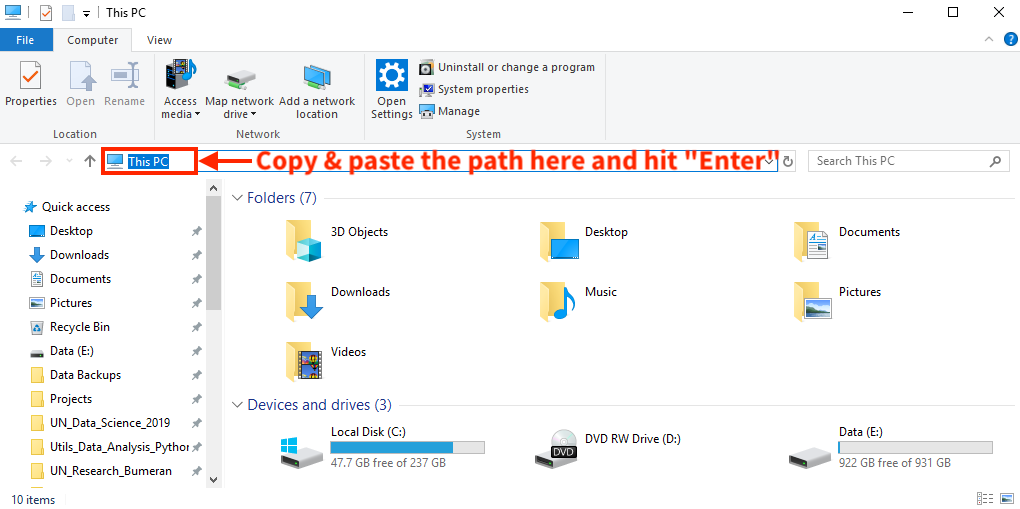 This PC
File Computer View
Properties Open Rename Access media Map network drive Add a network location Open Settings Uninstall or change a program
System properties
Manage
Location Network System
This PC Copy & paste the path here and hit "Enter" Search This PC
Quick access
Desktop
Downloads
Documents
Pictures
Recycle Bin
Data (E:)
Data Backups
Projects
UN_Data_Science_2019
Utils_Data_Analysis_Python
UN_Research_Bumeran
Folders (7)
3D Objects Desktop Documents
Downloads Music Pictures
Videos
Devices and drives (3)
Local Disk (C:) DVD RW Drive (D:) Data (E:)
DVD
47.7 GB free of 237 GB 922 GB free of 931 GB
10 items